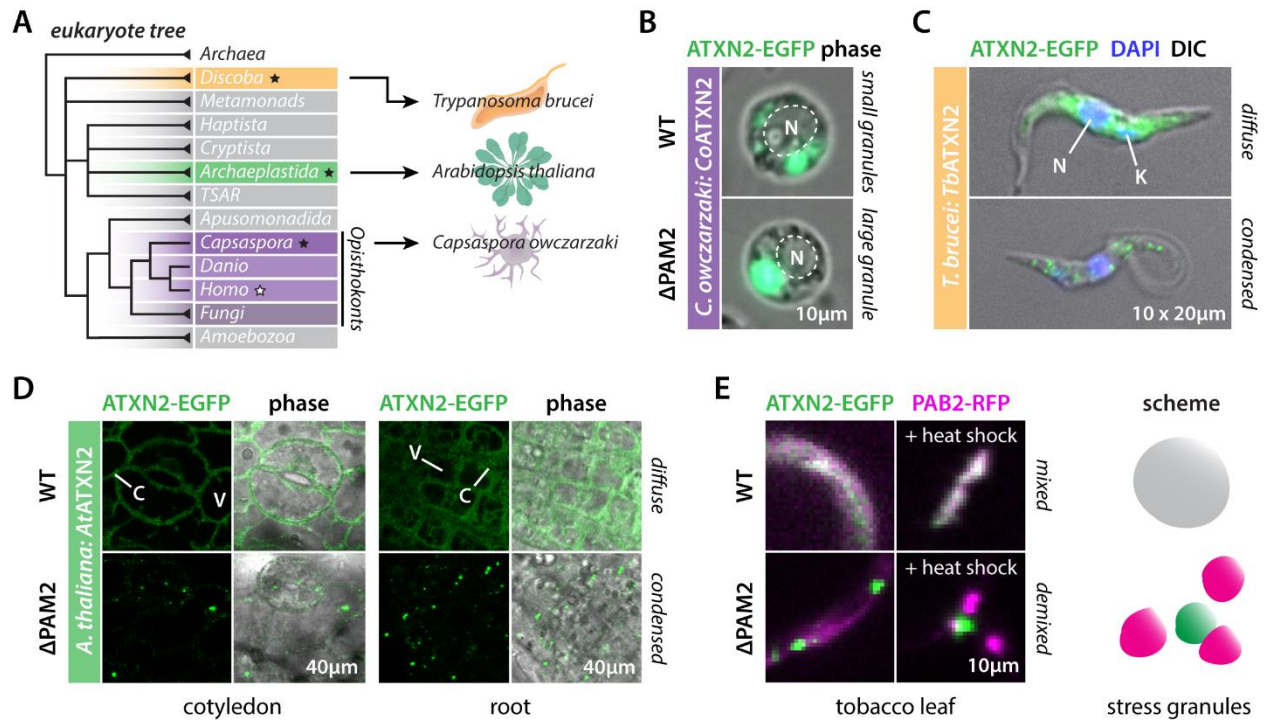 A
eukaryote tree
Archaea
Discoba ★
Metamonads
Haptista
Cryptista
Archaeplastida ★
TSAR
Apusomonadida
Capsaspora ★
Danio
Homo ☆
Fungi
Amoebozoa
Opisthokonts
Trypanosoma brucei
Arabidopsis thaliana
Capsaspora owczarzaki
B
ATXN2-EGFP phase
WT
ΔPAM2
C. owczarzaki: CoATXN2
N
N
10μm
small granules
large granule
C
ATXN2-EGFP DAPI DIC
T. brucei: TbATXN2
N
K
10 x 20μm
diffuse
condensed
D
ATXN2-EGFP phase ATXN2-EGFP phase
WT
ΔPAM2
A. thaliana: AtATXN2
C
V
V
C
40μm
40μm
diffuse
condensed
cotyledon
root
E
ATXN2-EGFP PAB2-RFP scheme
WT
ΔPAM2
+ heat shock
+ heat shock
10μm
mixed
demixed
tobacco leaf
stress granules